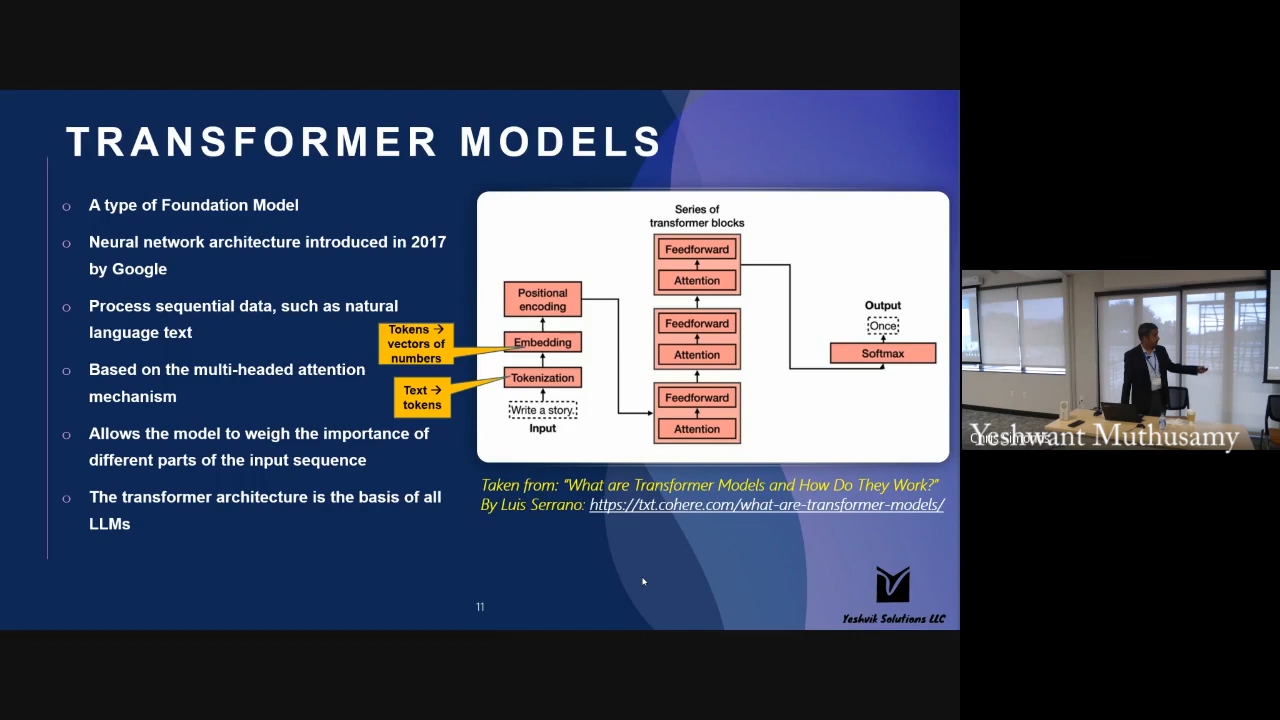 TRANSFORMER MODELS
o A type of Foundation Model
o Neural network architecture introduced in 2017
by Google
o Process sequential data, such as natural
language text
o Based on the multi-headed attention
mechanism
o Allows the model to weigh the importance of
different parts of the input sequence
o The transformer architecture is the basis of all
LLMs
Tokens →
vectors of
numbers
Text →
tokens
Positional
encoding
Embedding
Tokenization
Write a story.
Input
Series of
transformer blocks
Feedforward
Attention
Feedforward
Attention
Feedforward
Attention
Output
Once
Softmax
Taken from: “What are Transformer Models and How Do They Work?”
By Luis Serrano: https://txt.cohere.com/what-are-transformer-models/
11
Yeshvik Solutions LLC
Yeshwant Muthusamy